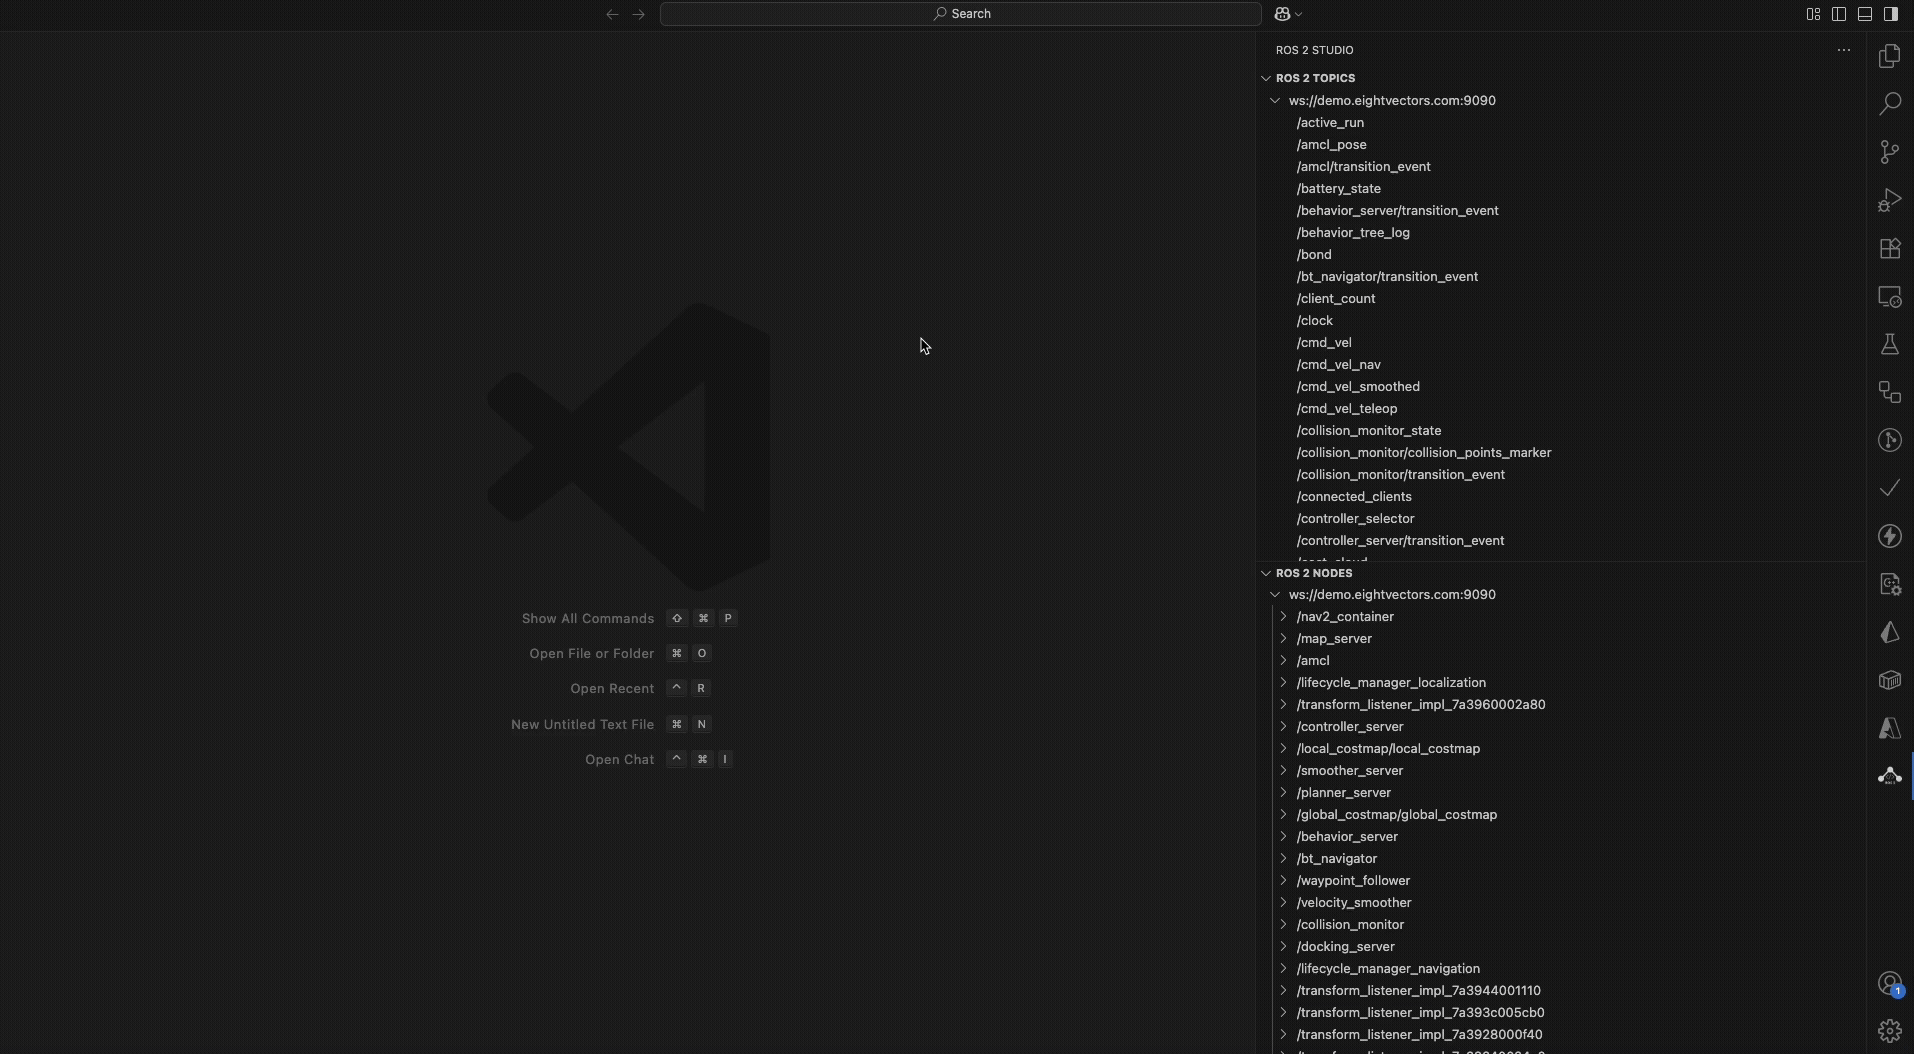 Search
ROS 2 STUDIO
ROS 2 TOPICS
ws://demo.eightvectors.com:9090
/active_run
/amcl_pose
/amcl/transition_event
/battery_state
/behavior_server/transition_event
/behavior_tree_log
/bond
/bt_navigator/transition_event
/client_count
/clock
/cmd_vel
/cmd_vel_nav
/cmd_vel_smoothed
/cmd_vel_teleop
/collision_monitor_state
/collision_monitor/collision_points_marker
/collision_monitor/transition_event
/connected_clients
/controller_selector
/controller_server/transition_event
ROS 2 NODES
ws://demo.eightvectors.com:9090
/nav2_container
/map_server
/amcl
/lifecycle_manager_localization
/transform_listener_impl_7a3960002a80
/controller_server
/local_costmap/local_costmap
/smoother_server
/planner_server
/global_costmap/global_costmap
/behavior_server
/bt_navigator
/waypoint_follower
/velocity_smoother
/collision_monitor
/docking_server
/lifecycle_manager_navigation
/transform_listener_impl_7a3944001110
/transform_listener_impl_7a393c005cb0
/transform_listener_impl_7a3928000f40
Show All Commands ⇧ ⌘ P
Open File or Folder ⌘ O
Open Recent ^ R
New Untitled Text File ⌘ N
Open Chat ^ ⌘ I
1